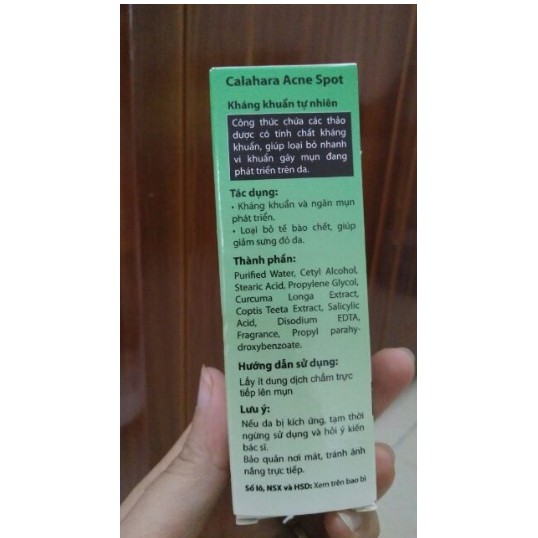 Calahara Acne Spot
Kháng khuẩn tự nhiên
Công thức chứa các thảo
dược có tính chất kháng
khuẩn, giúp loại bỏ nhanh
vi khuẩn gây mụn đang
phát triển trên da.
Tác dụng:
• Kháng khuẩn và ngăn mụn
phát triển.
• Loại bỏ tế bào chết, giúp
giảm sưng đỏ da.
Thành phần:
Purified Water, Cetyl Alcohol,
Stearic Acid, Propylene Glycol,
Curcuma Longa Extract,
Coptis Teeta Extract, Salicylic
Acid, Disodium EDTA,
Fragrance, Propyl parahy-
droxybenzoate.
Hướng dẫn sử dụng:
Lấy ít dung dịch chấm trực
tiếp lên mụn
Lưu ý:
Nếu da bị kích ứng, tạm thời
ngừng sử dụng và hỏi ý kiến
bác sĩ.
Bảo quản nơi mát, tránh ánh
nắng trực tiếp.
Số lô, NSX và HSD: Xem trên bao bì